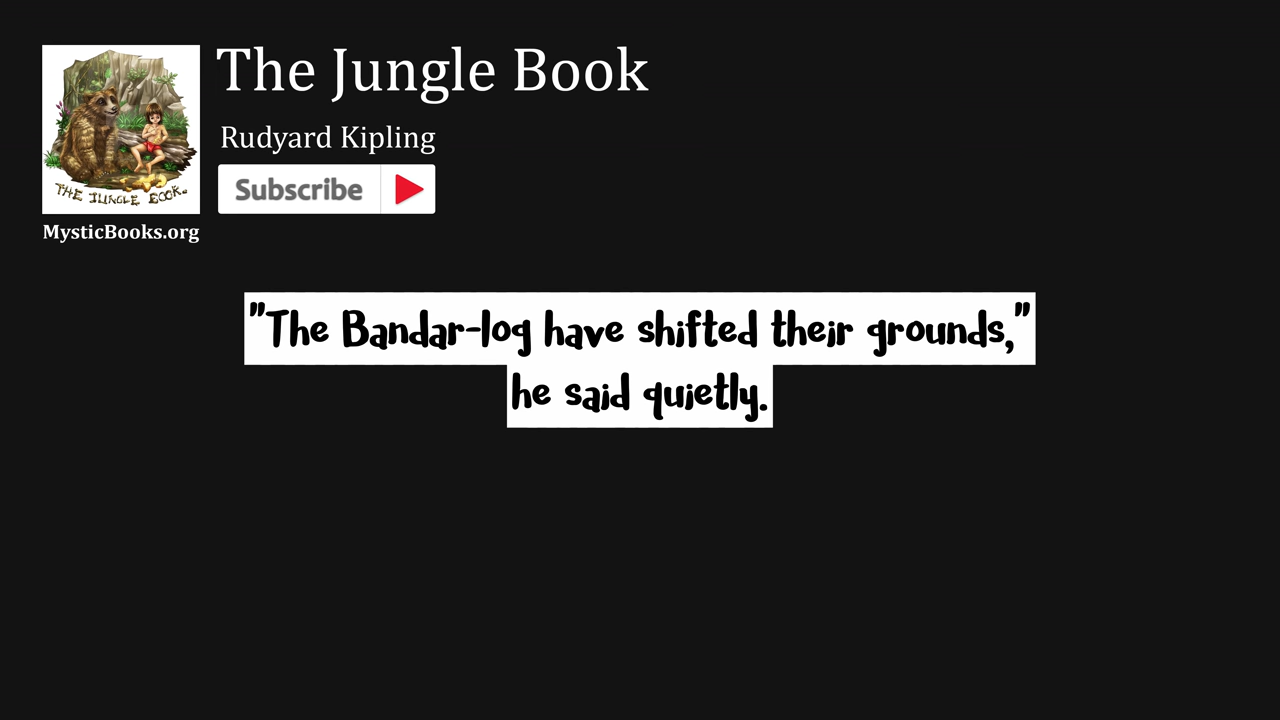 The Jungle Book
Rudyard Kipling
Subscribe
THE JUNGLE BOOK.
MysticBooks.org
"The Bandar-log have shifted their grounds,"
he said quietly.